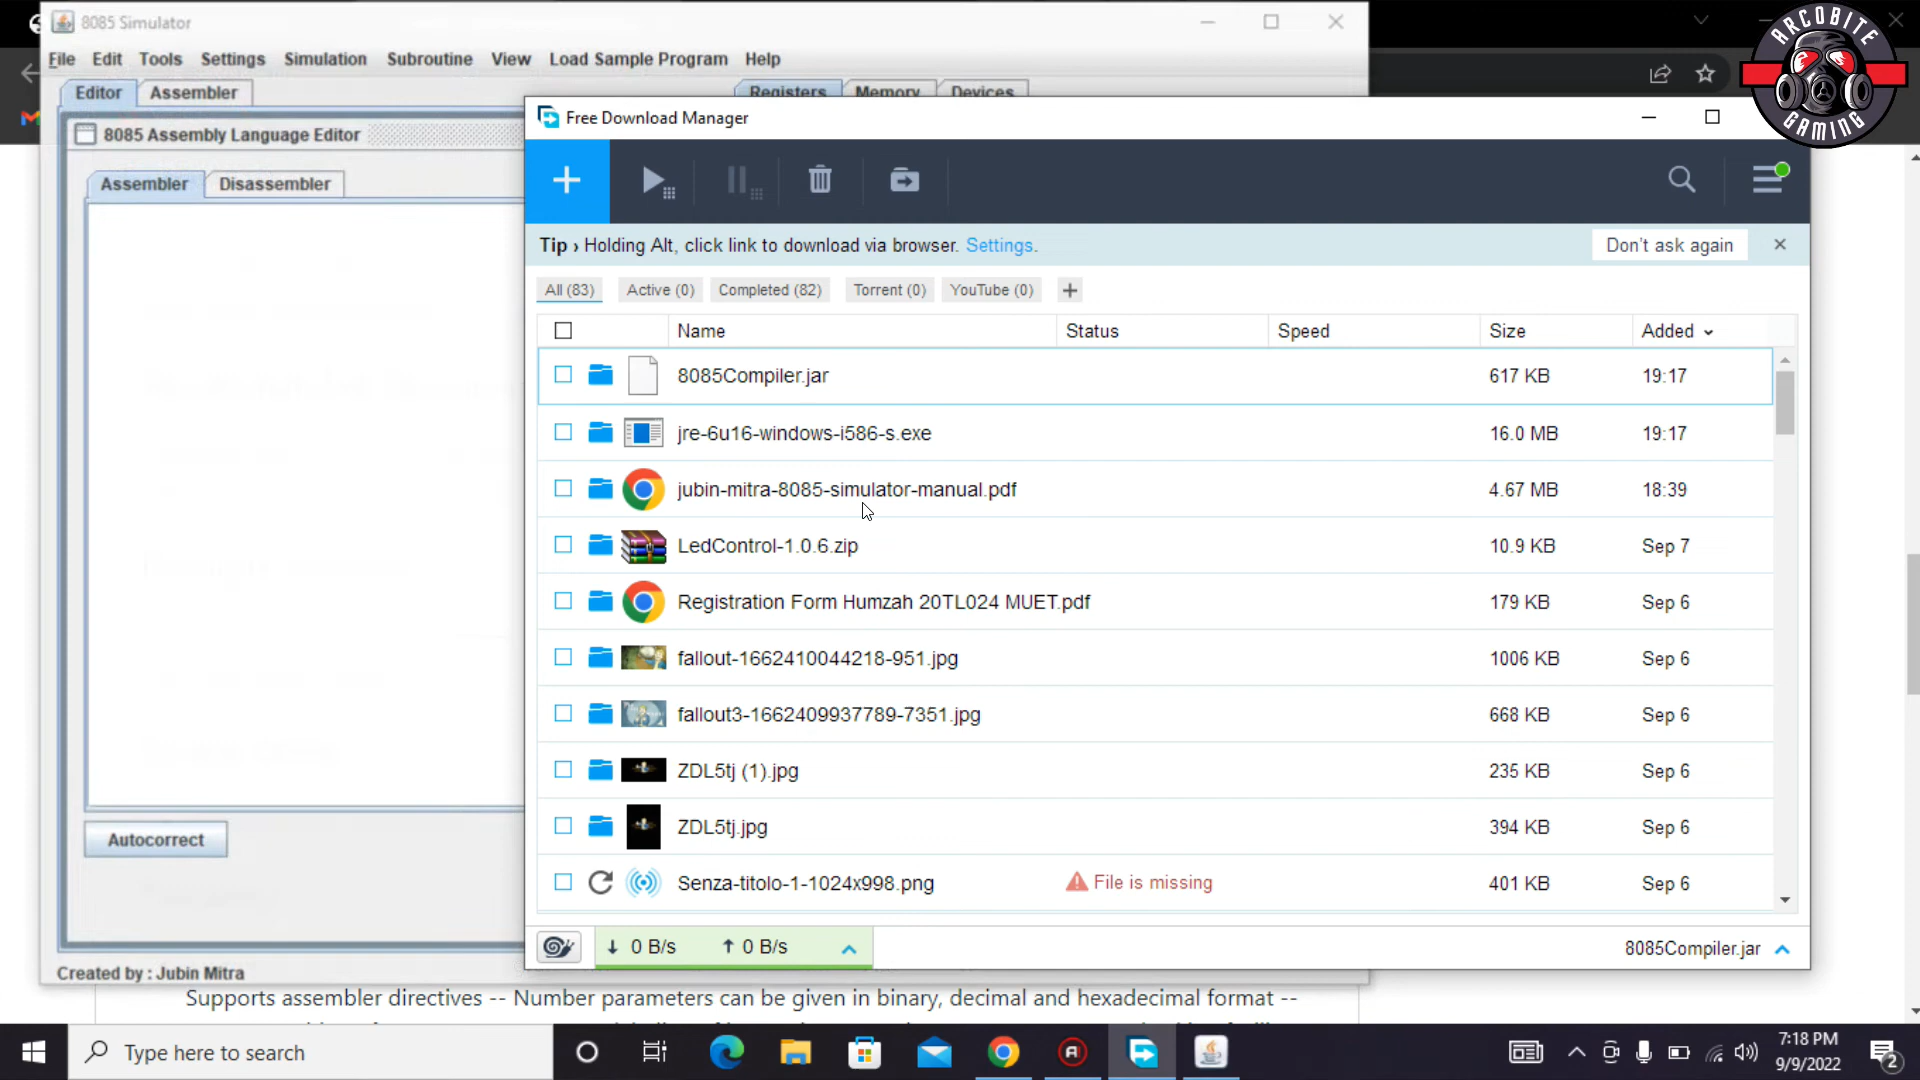 8085 Simulator
File Edit Tools Settings Simulation Subroutine View Load Sample Program Help
Editor Assembler Registers Memory Devices
8085 Assembly Language Editor
Assembler Disassembler
Autocorrect
Created by : Jubin Mitra
ARCOBITE
GAMING
Free Download Manager
Tip › Holding Alt, click link to download via browser. Settings. Don't ask again
All (83) Active (0) Completed (82) Torrent (0) YouTube (0)
Name Status Speed Size Added
8085Compiler.jar 617 KB 19:17
jre-6u16-windows-i586-s.exe 16.0 MB 19:17
jubin-mitra-8085-simulator-manual.pdf 4.67 MB 18:39
LedControl-1.0.6.zip 10.9 KB Sep 7
Registration Form Humzah 20TL024 MUET.pdf 179 KB Sep 6
fallout-1662410044218-951.jpg 1006 KB Sep 6
fallout3-1662409937789-7351.jpg 668 KB Sep 6
ZDL5tj (1).jpg 235 KB Sep 6
ZDL5tj.jpg 394 KB Sep 6
Senza-titolo-1-1024x998.png File is missing 401 KB Sep 6
↓ 0 B/s ↑ 0 B/s 8085Compiler.jar
Supports assembler directives -- Number parameters can be given in binary, decimal and hexadecimal format --
Type here to search
7:18 PM
9/9/2022
2